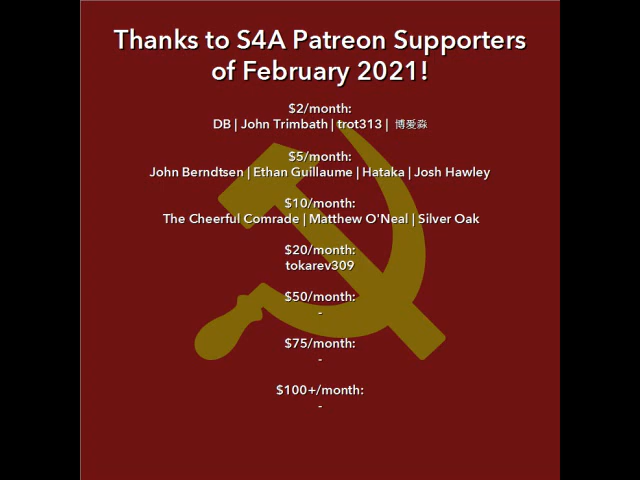 Thanks to S4A Patreon Supporters
of February 2021!
$2/month:
DB | John Trimbath | trot313 | 博爱淼
$5/month:
John Berndtsen | Ethan Guillaume | Hataka | Josh Hawley
$10/month:
The Cheerful Comrade | Matthew O'Neal | Silver Oak
$20/month:
tokarev309
$50/month:
-
$75/month:
-
$100+/month:
-